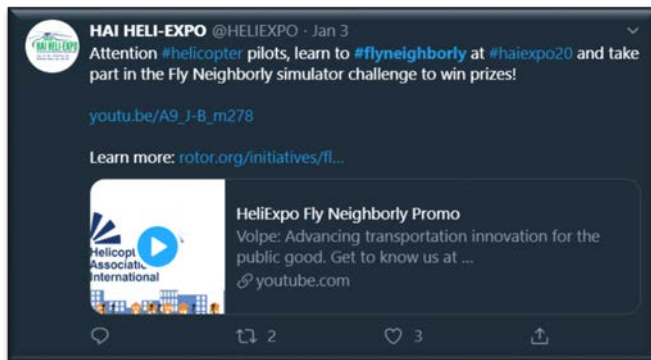 HAI HELI-EXPO @HELIEXPO · Jan 3
Attention #helicopter pilots, learn to #flyneighborly at #haiexpo20 and take
part in the Fly Neighborly simulator challenge to win prizes!
youtu.be/A9_J-B_m278
Learn more: rotor.org/initiatives/fl...
HeliExpo Fly Neighborly Promo
Volpe: Advancing transportation innovation for the
public good. Get to know us at ...
youtube.com
Helicopt
Associatic
International
2
3